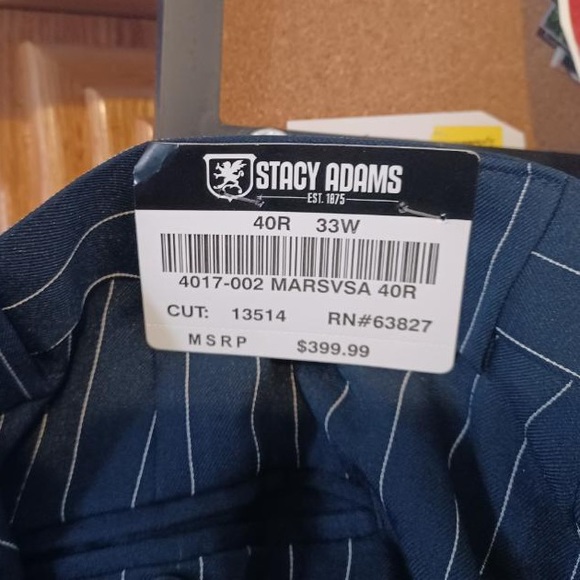 STACY ADAMS
EST. 1875
40R 33W
4017-002 MARSVSA 40R
CUT: 13514 RN#63827
MSRP $399.99